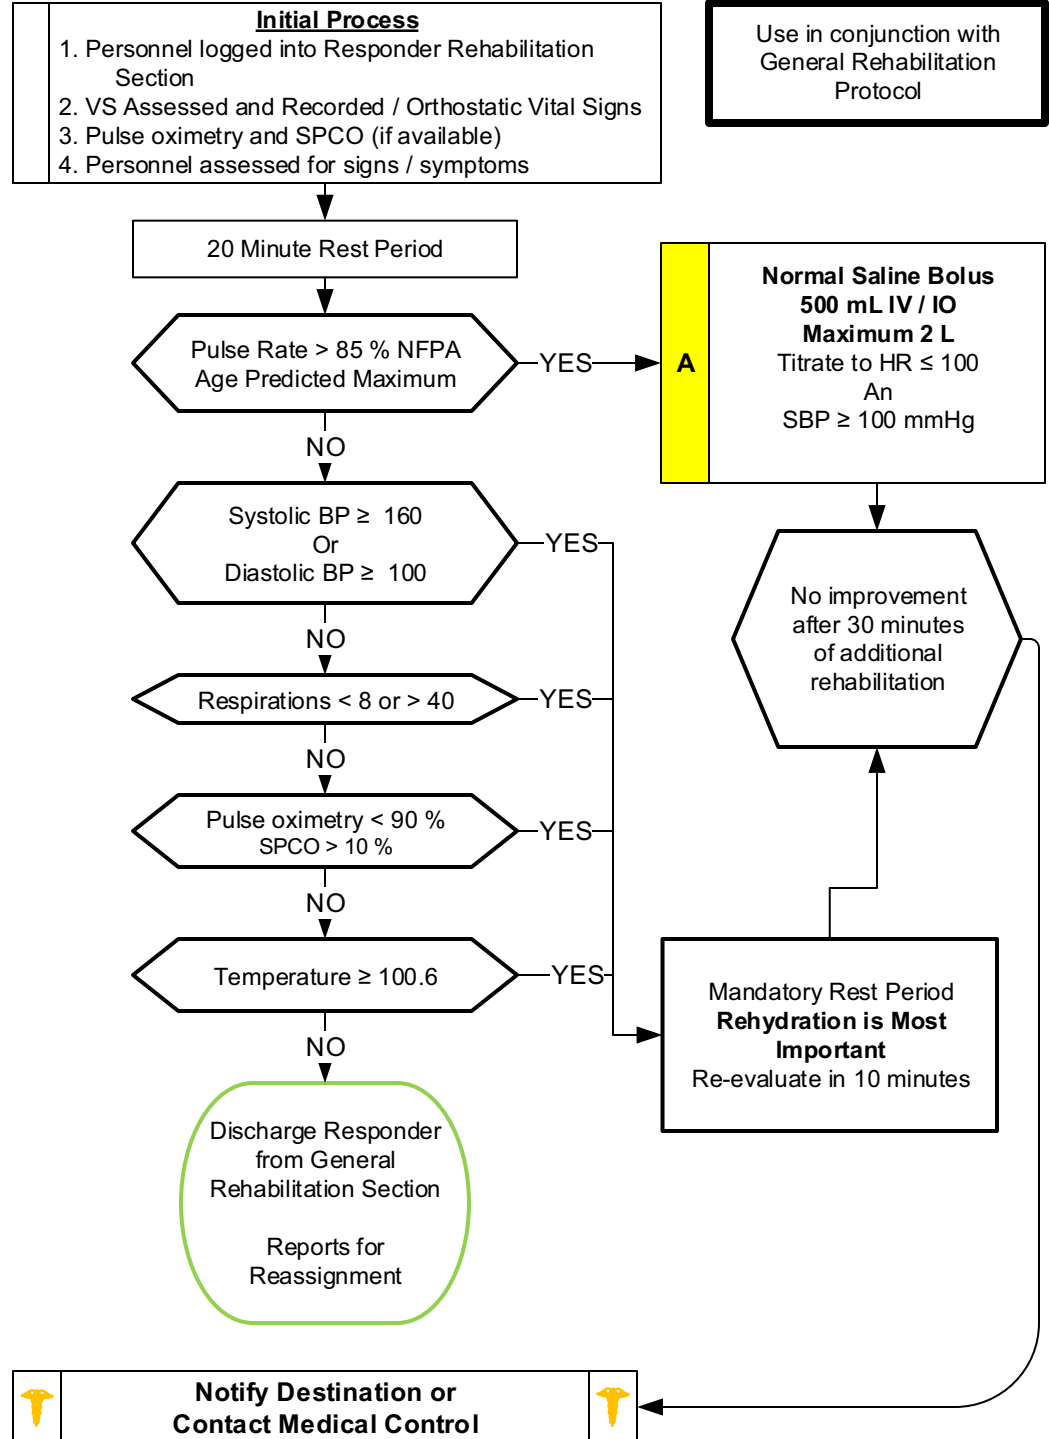 Initial Process
1. Personnel logged into Responder Rehabilitation
Section
2. VS Assessed and Recorded / Orthostatic Vital Signs
3. Pulse oximetry and SPCO (if available)
4. Personnel assessed for signs / symptoms
Use in conjunction with
General Rehabilitation
Protocol
20 Minute Rest Period
Pulse Rate > 85 % NFPA
Age Predicted Maximum
YES
A
Normal Saline Bolus
500 mL IV / IO
Maximum 2 L
Titrate to HR ≤ 100
An
SBP ≥ 100 mmHg
NO
Systolic BP ≥ 160
Or
Diastolic BP ≥ 100
YES
No improvement
after 30 minutes
of additional
rehabilitation
NO
Respirations < 8 or > 40
YES
NO
Pulse oximetry < 90 %
SPCO > 10 %
YES
NO
Temperature ≥ 100.6
YES
Mandatory Rest Period
Rehydration is Most
Important
Re-evaluate in 10 minutes
NO
Discharge Responder
from General
Rehabilitation Section
Reports for
Reassignment
Notify Destination or
Contact Medical Control